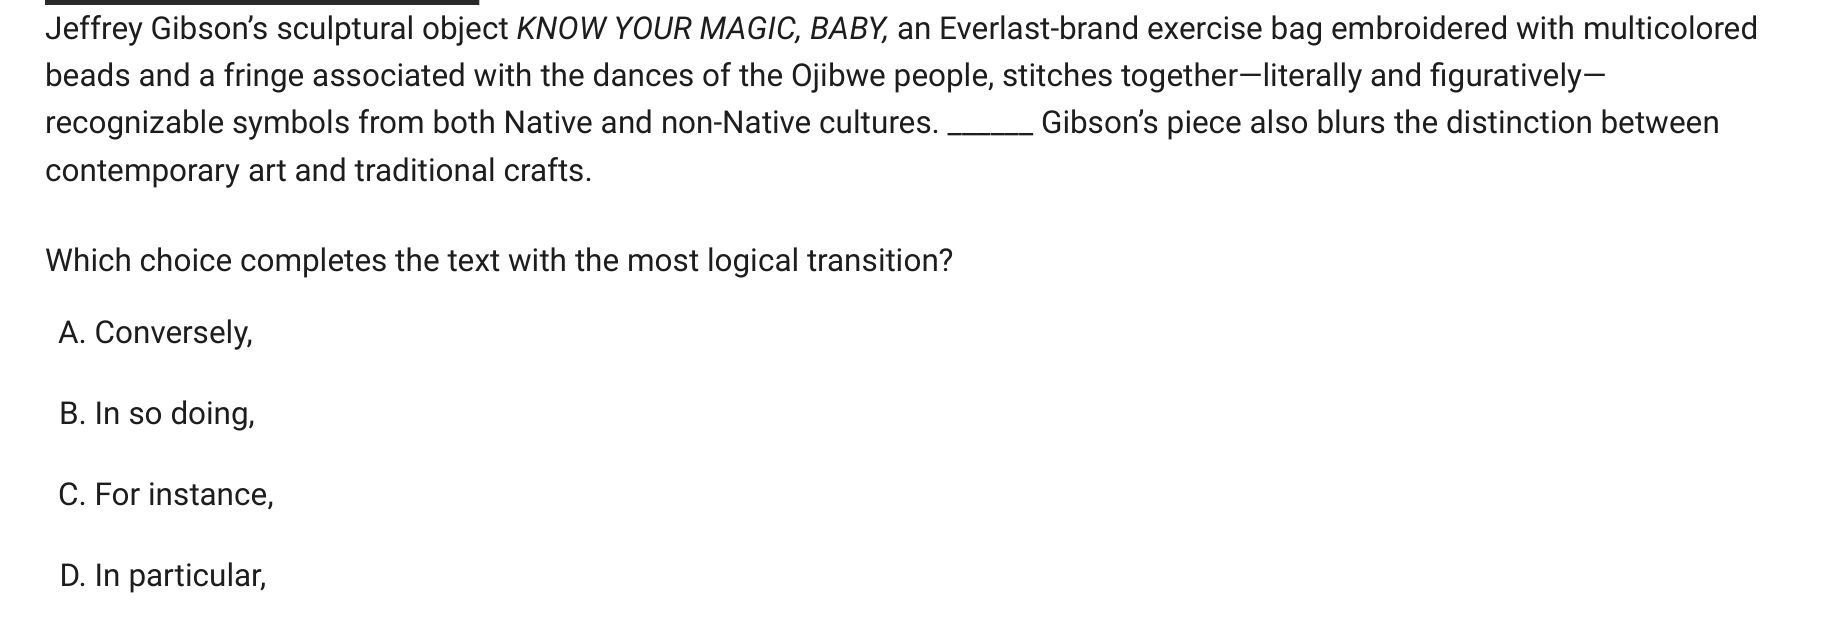 Jeffrey Gibson’s sculptural object KNOW YOUR MAGIC, BABY, an Everlast-brand exercise bag embroidered with multicolored
beads and a fringe associated with the dances of the Ojibwe people, stitches together—literally and figuratively—
recognizable symbols from both Native and non-Native cultures. ______ Gibson’s piece also blurs the distinction between
contemporary art and traditional crafts.
Which choice completes the text with the most logical transition?
A. Conversely,
B. In so doing,
C. For instance,
D. In particular,